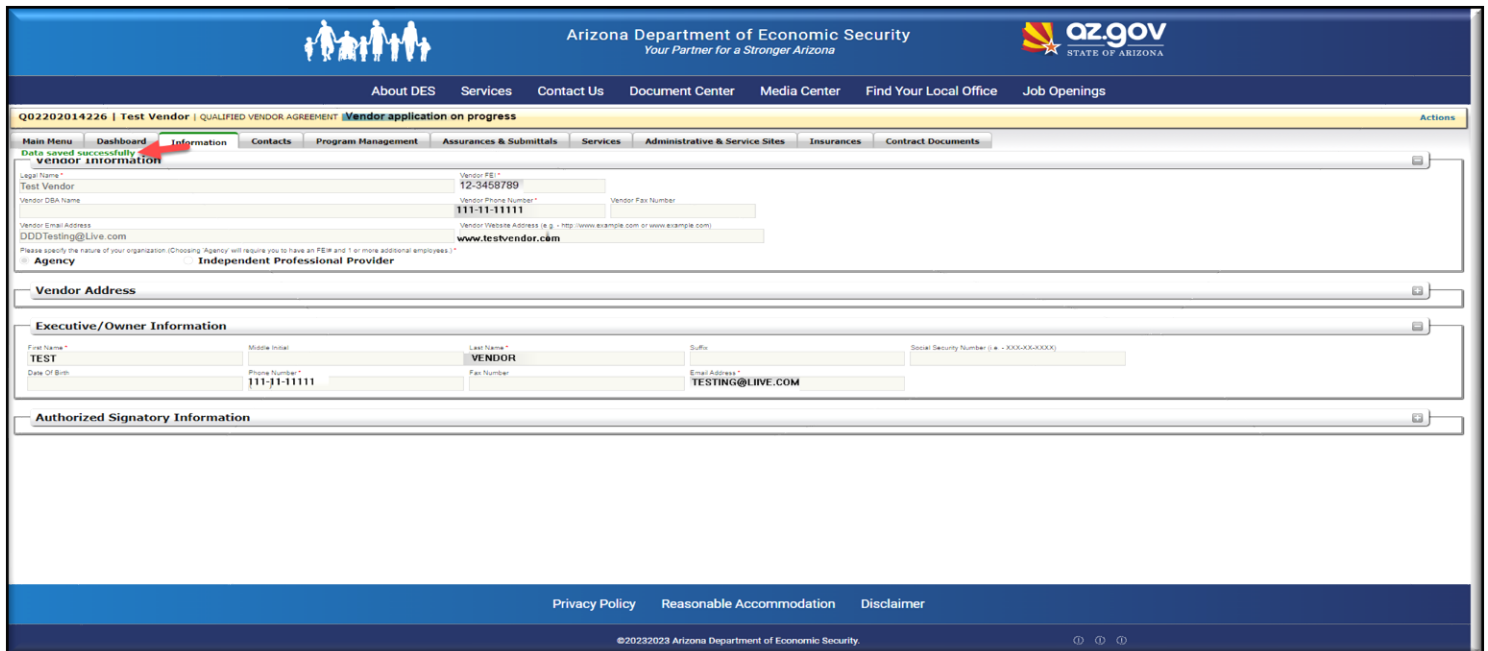 Arizona Department of Economic Security
Your Partner for a Stronger Arizona
az.gov
STATE OF ARIZONA
About DES Services Contact Us Document Center Media Center Find Your Local Office Job Openings
Q02202014226 | Test Vendor | QUALIFIED VENDOR AGREEMENT Vendor application on progress Actions
Main Menu Dashboard Information Contacts Program Management Assurances & Submittals Services Administrative & Service Sites Insurances Contract Documents
Data saved successfully
Vendor Information
Legal Name * Vendor FEI *
Test Vendor 12-3458789
Vendor DBA Name Vendor Phone Number * Vendor Fax Number
111-11-11111
Vendor Email Address Vendor Website Address (e.g. - http://www.example.com or www.example.com)
DDDTesting@Live.com www.testvendor.com
Please specify the nature of your organization.(Choosing 'Agency' will require you to have an FEI# and 1 or more additional employees.) *
Agency Independent Professional Provider
Vendor Address
Executive/Owner Information
First Name * Middle Initial Last Name * Suffix Social Security Number (i.e. - XXX-XX-XXXX)
TEST VENDOR
Date Of Birth Phone Number * Fax Number Email Address *
111-11-11111 TESTING@LIIVE.COM
Authorized Signatory Information
Privacy Policy Reasonable Accommodation Disclaimer
©20232023 Arizona Department of Economic Security.